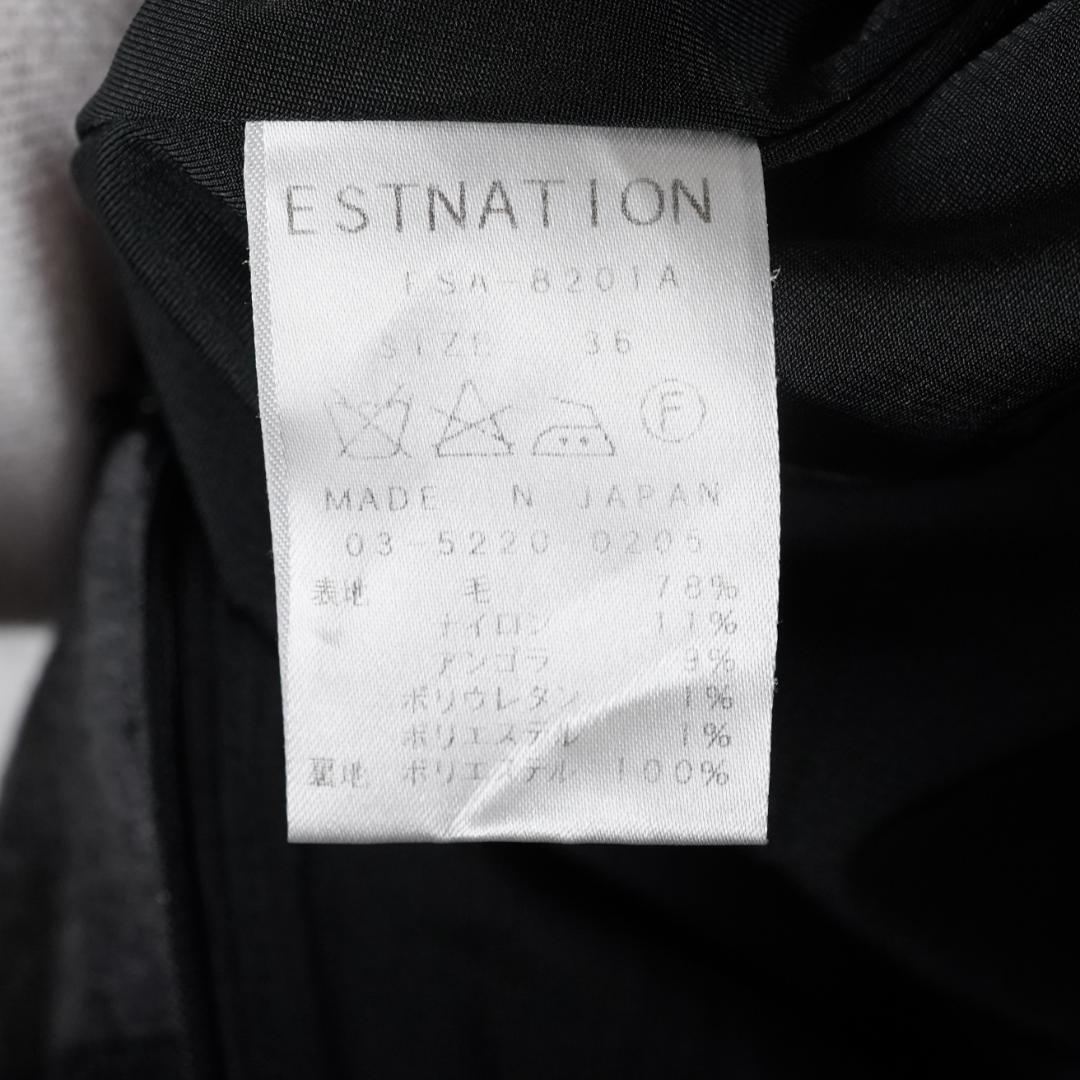 ESTNATION
ESA-8201A
SIZE 36
F
MADE IN JAPAN
03-5220 0205
表地 毛 78%
ナイロン 11%
アンゴラ 9%
ポリウレタン 1%
ポリエステル 1%
裏地 ポリエステル 100%